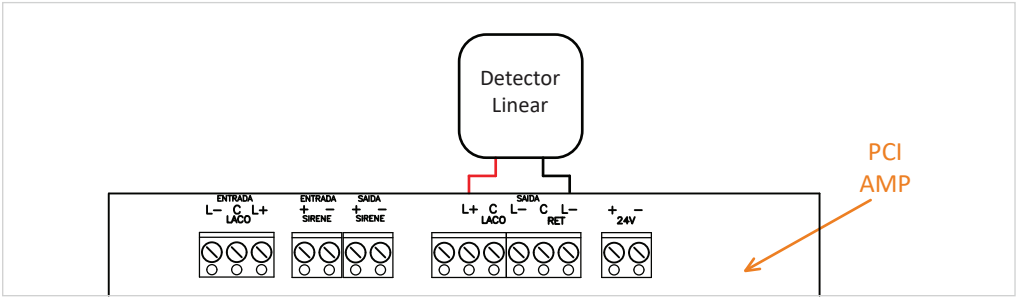 Detector
Linear
PCI
AMP
ENTRADA
L- C L+
LACO
ENTRADA
+ -
SIRENE
SAIDA
+ -
SIRENE
SAIDA
L+ C L- C L-
LACO RET
+ -
24V